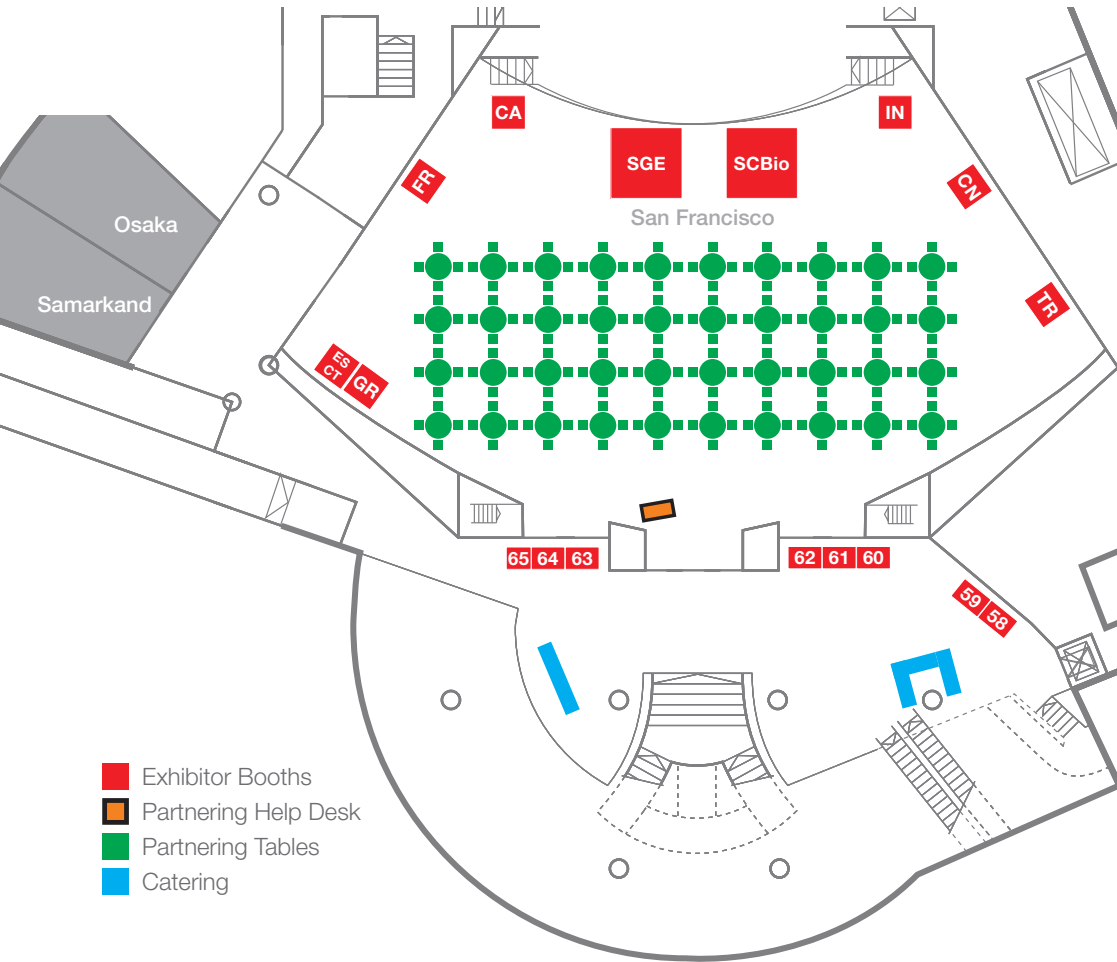 CA
IN
SGE
SCBio
FR
CN
San Francisco
Osaka
Samarkand
TR
ES
CT
GR
65 64 63
62 61 60
59 58
Exhibitor Booths
Partnering Help Desk
Partnering Tables
Catering